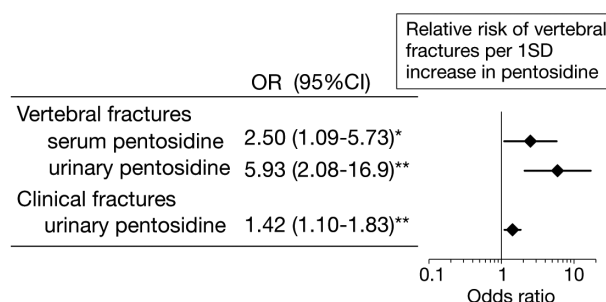 Relative risk of vertebral
fractures per 1SD
increase in pentosidine
OR (95%CI)
Vertebral fractures
serum pentosidine 2.50 (1.09-5.73)*
urinary pentosidine 5.93 (2.08-16.9)**
Clinical fractures
urinary pentosidine 1.42 (1.10-1.83)**
0.1 1 10
Odds ratio